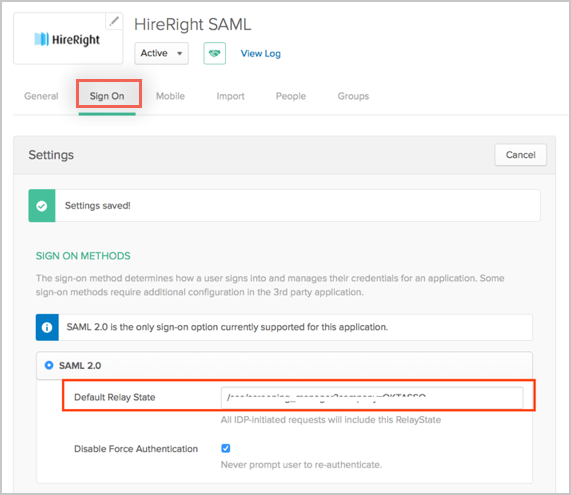 HireRight SAML
HireRight
Active
View Log
General Sign On Mobile Import People Groups
Settings
Cancel
Settings saved!
SIGN ON METHODS
The sign-on method determines how a user signs into and manages their credentials for an application. Some
sign-on methods require additional configuration in the 3rd party application.
SAML 2.0 is the only sign-on option currently supported for this application.
SAML 2.0
Default Relay State
All IDP-initiated requests will include this RelayState
Disable Force Authentication
Never prompt user to re-authenticate.